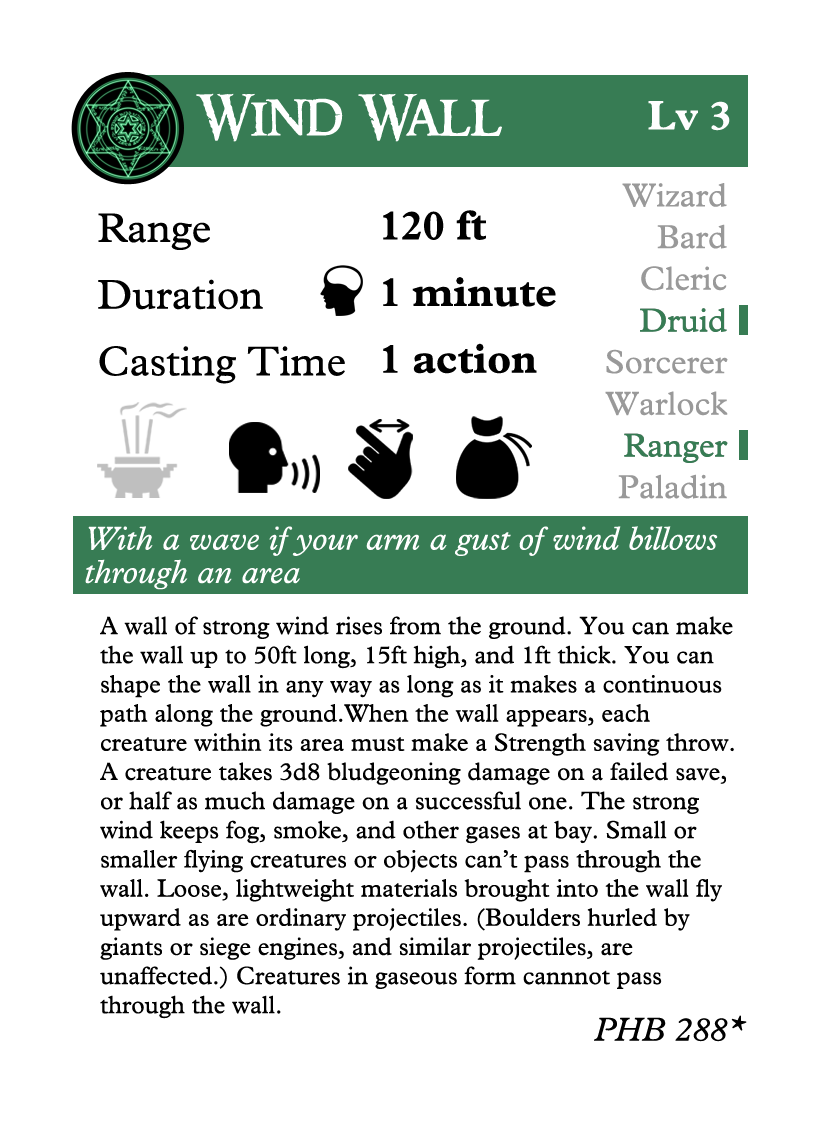 Wind Wall
Lv 3
Wizard
Bard
Cleric
Druid
Sorcerer
Warlock
Ranger
Paladin
Range 120 ft
Duration 1 minute
Casting Time 1 action
With a wave if your arm a gust of wind billows
through an area
A wall of strong wind rises from the ground. You can make
the wall up to 50ft long, 15ft high, and 1ft thick. You can
shape the wall in any way as long as it makes a continuous
path along the ground.When the wall appears, each
creature within its area must make a Strength saving throw.
A creature takes 3d8 bludgeoning damage on a failed save,
or half as much damage on a successful one. The strong
wind keeps fog, smoke, and other gases at bay. Small or
smaller flying creatures or objects can’t pass through the
wall. Loose, lightweight materials brought into the wall fly
upward as are ordinary projectiles. (Boulders hurled by
giants or siege engines, and similar projectiles, are
unaffected.) Creatures in gaseous form cannnot pass
through the wall.
PHB 288*